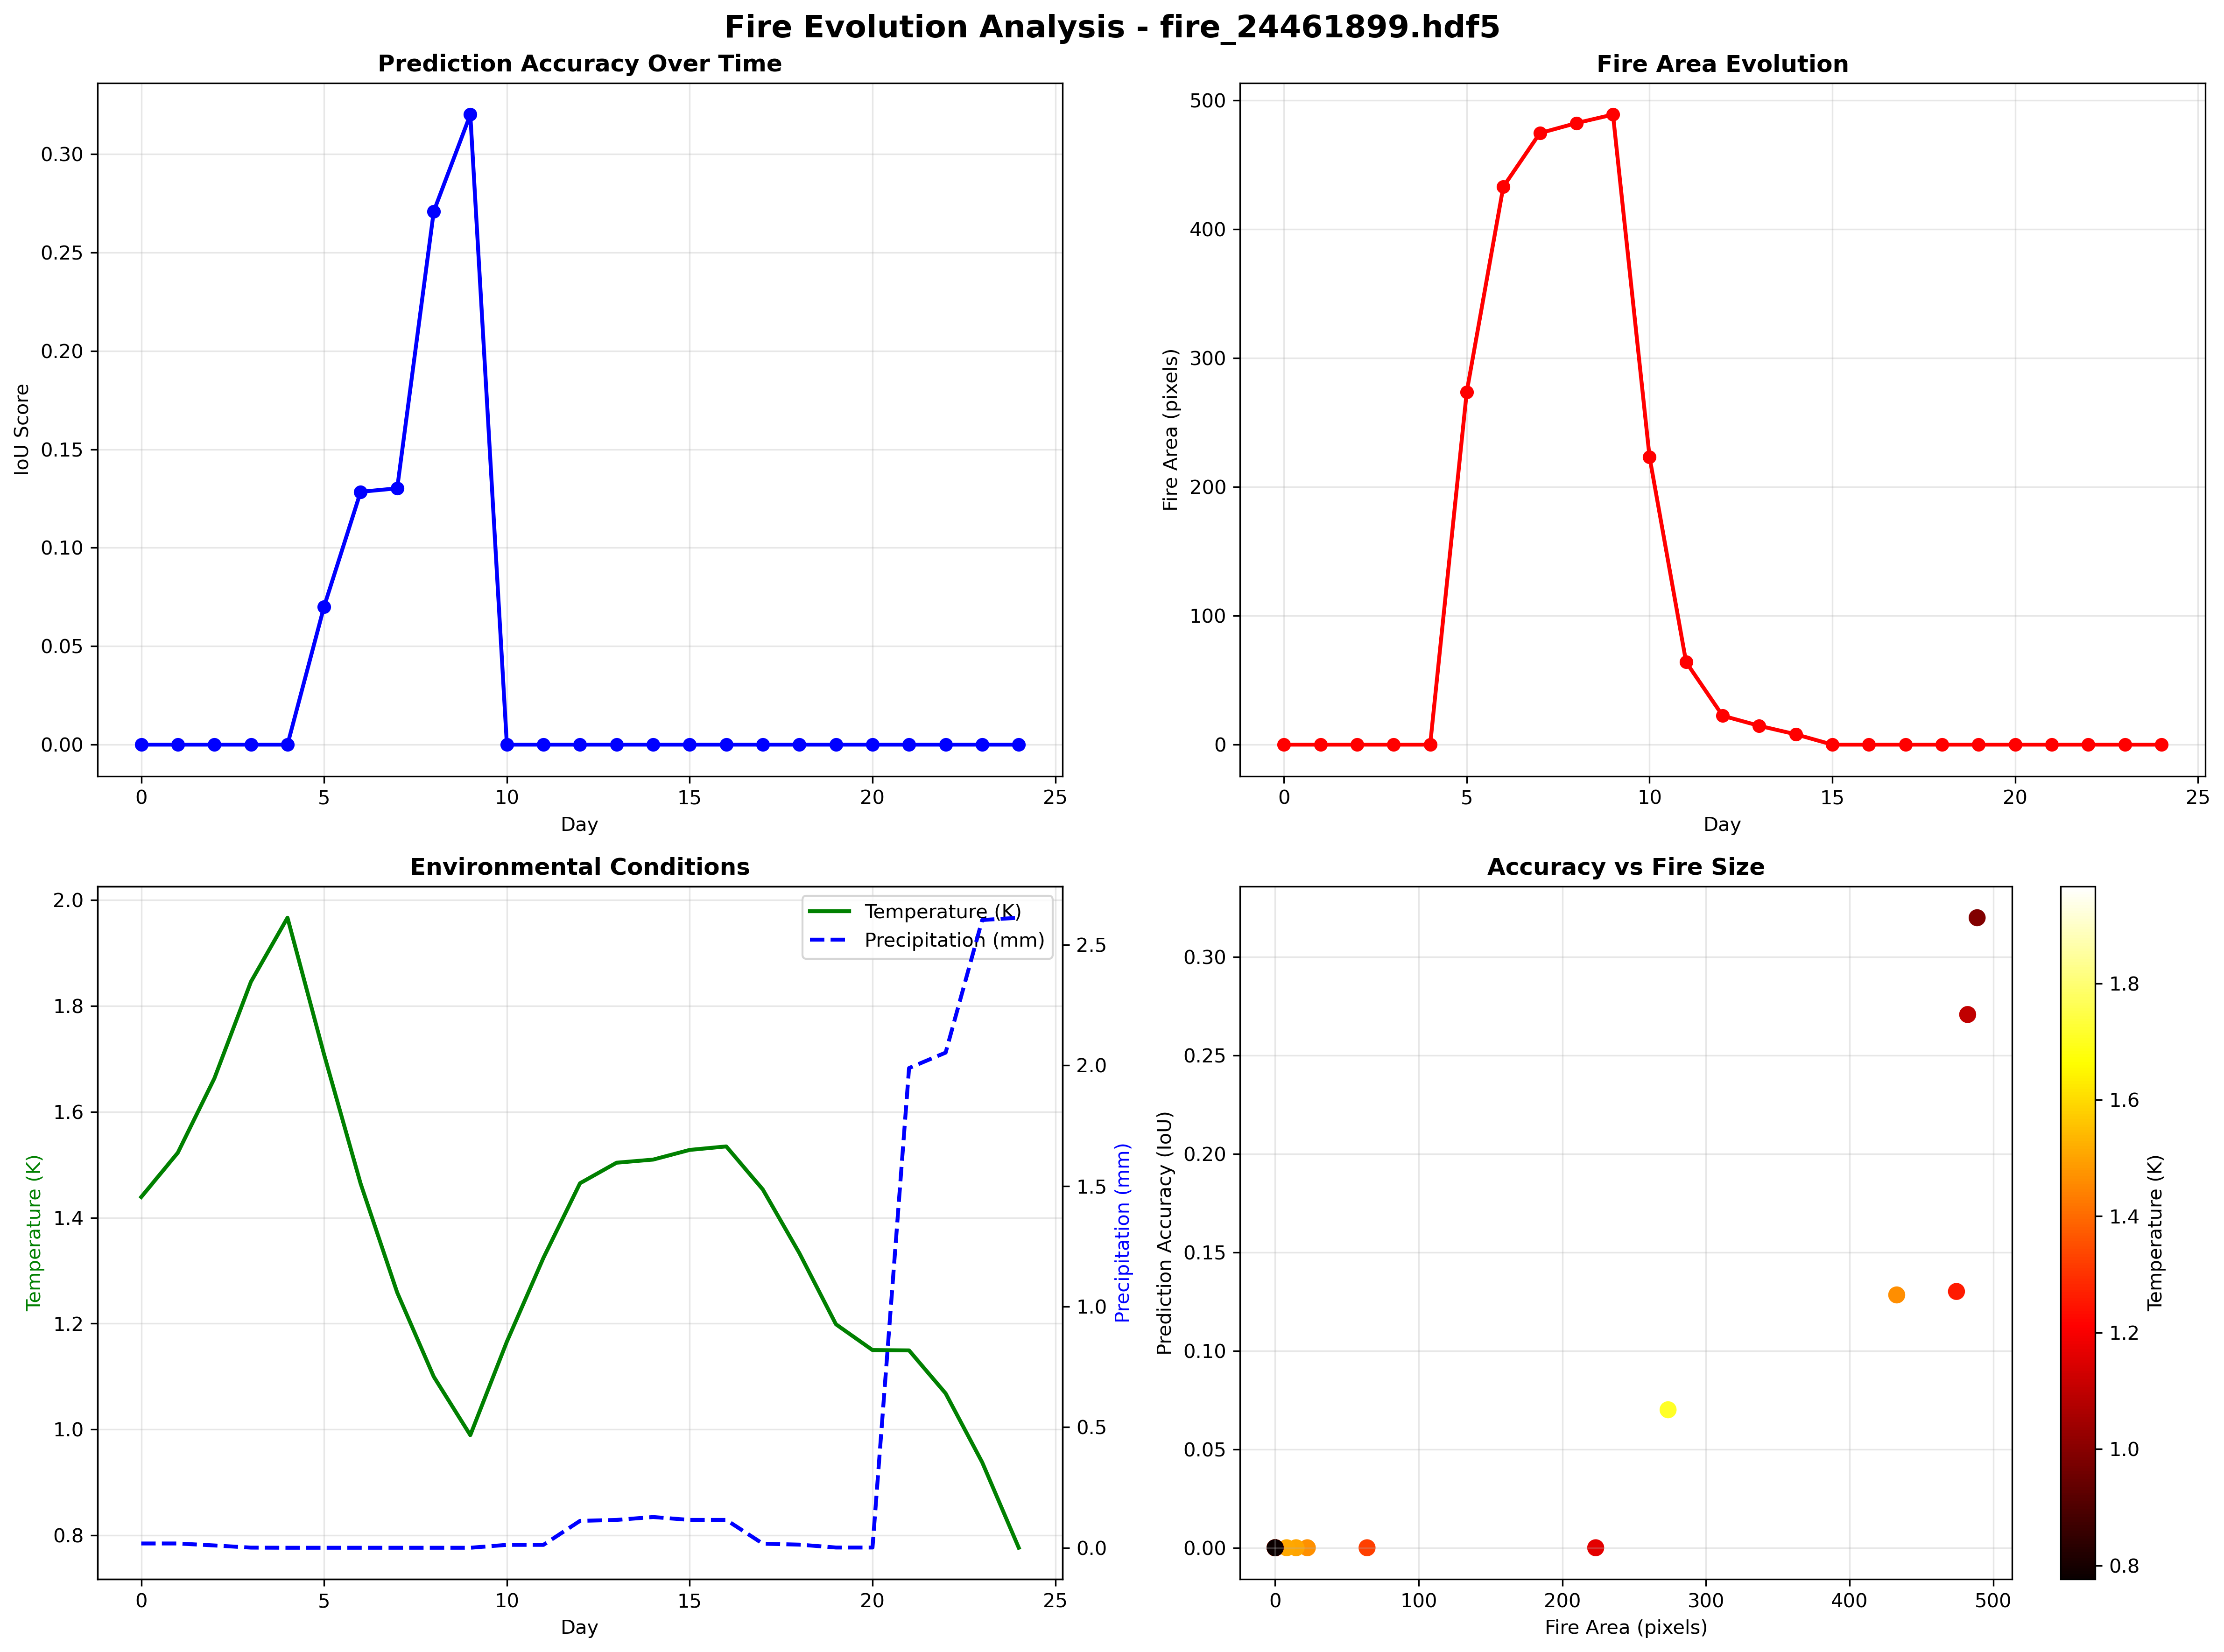 Fire Evolution Analysis - fire_24461899.hdf5
Prediction Accuracy Over Time
IoU Score
0.30
0.25
0.20
0.15
0.10
0.05
0.00
0 5 10 15 20 25
Day
Fire Area Evolution
Fire Area (pixels)
500
400
300
200
100
0
0 5 10 15 20 25
Day
Environmental Conditions
Temperature (K)
2.0
1.8
1.6
1.4
1.2
1.0
0.8
Temperature (K)
Precipitation (mm)
2.5
2.0
1.5
1.0
0.5
0.0
Precipitation (mm)
0 5 10 15 20 25
Day
Accuracy vs Fire Size
Prediction Accuracy (IoU)
0.30
0.25
0.20
0.15
0.10
0.05
0.00
0 100 200 300 400 500
Fire Area (pixels)
1.8
1.6
1.4
1.2
1.0
0.8
Temperature (K)